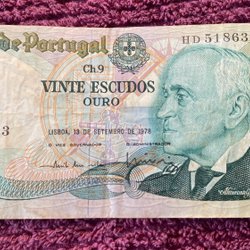 de Portugal
HD 51863
Ch. 9
VINTE ESCUDOS
OURO
3
LISBOA, 13 DE SETEMBRO DE 1978
O VICE GOVERNADOR O ADMINISTRADOR